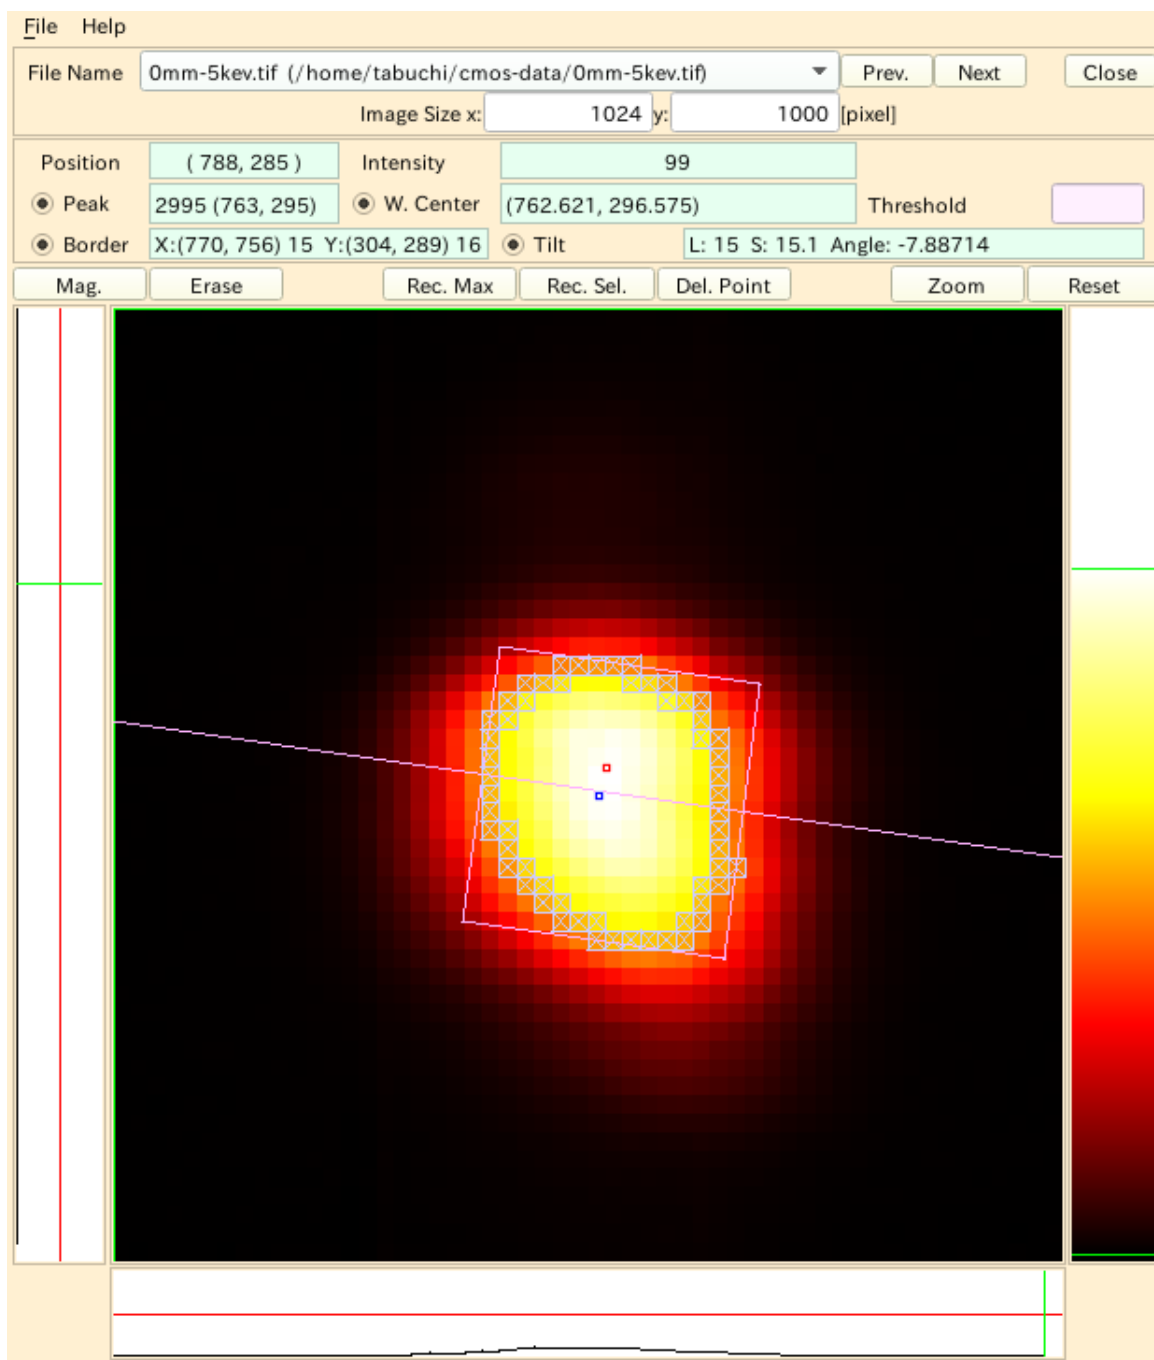 File Help
File Name 0mm-5kev.tif (/home/tabuchi/cmos-data/0mm-5kev.tif) Prev. Next Close
Image Size x: 1024 y: 1000 [pixel]
Position ( 788, 285 ) Intensity 99
Peak 2995 (763, 295) W. Center (762.621, 296.575) Threshold
Border X:(770, 756) 15 Y:(304, 289) 16 Tilt L: 15 S: 15.1 Angle: -7.88714
Mag. Erase Rec. Max Rec. Sel. Del. Point Zoom Reset